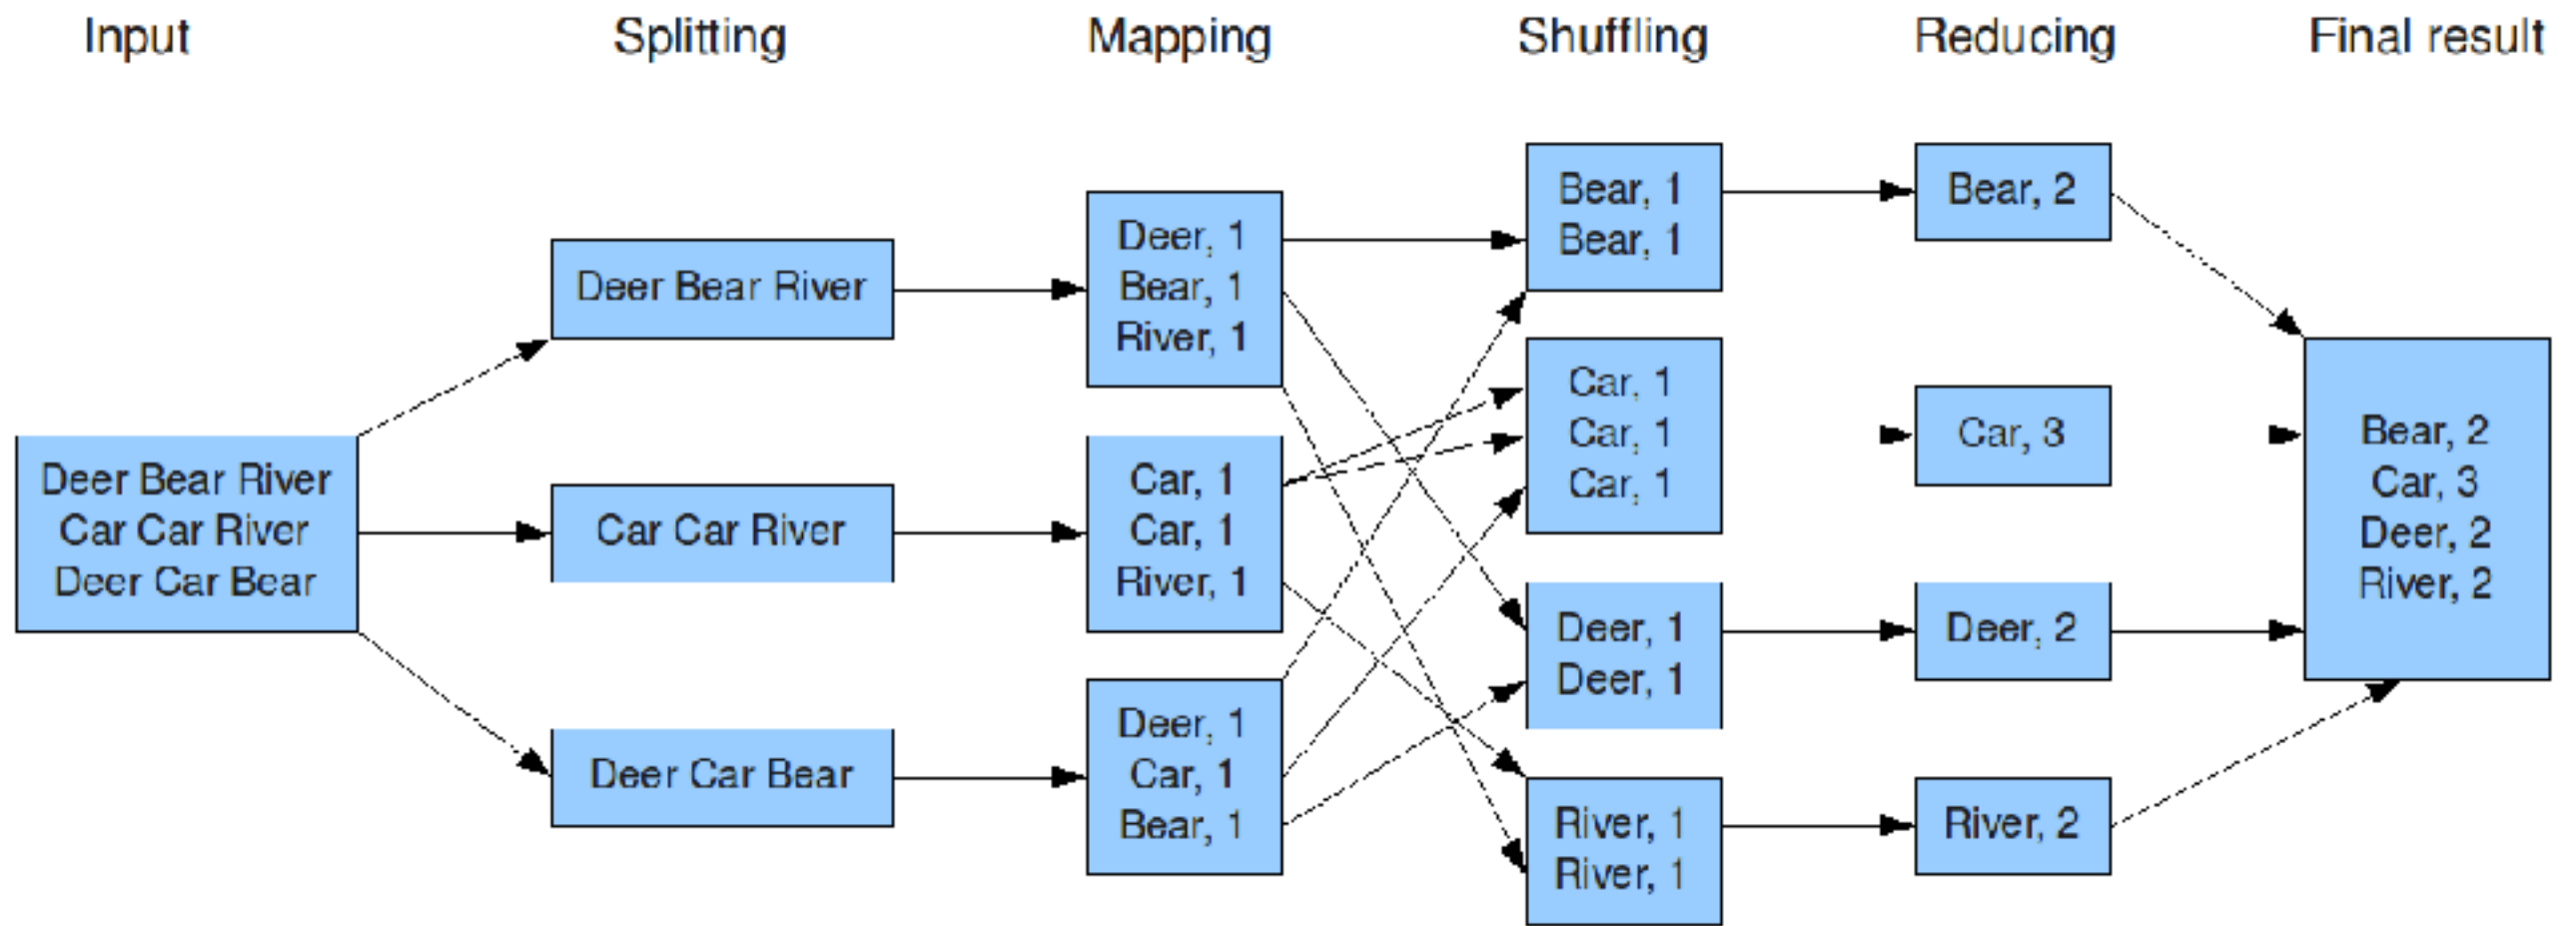 Input
Splitting
Mapping
Shuffling
Reducing
Final result
Deer Bear River
Car Car River
Deer Car Bear
Deer Bear River
Car Car River
Deer Car Bear
Deer, 1
Bear, 1
River, 1
Car, 1
Car, 1
River, 1
Deer, 1
Car, 1
Bear, 1
Bear, 1
Bear, 1
Car, 1
Car, 1
Car, 1
Deer, 1
Deer, 1
River, 1
River, 1
Bear, 2
Car, 3
Deer, 2
River, 2
Bear, 2
Car, 3
Deer, 2
River, 2